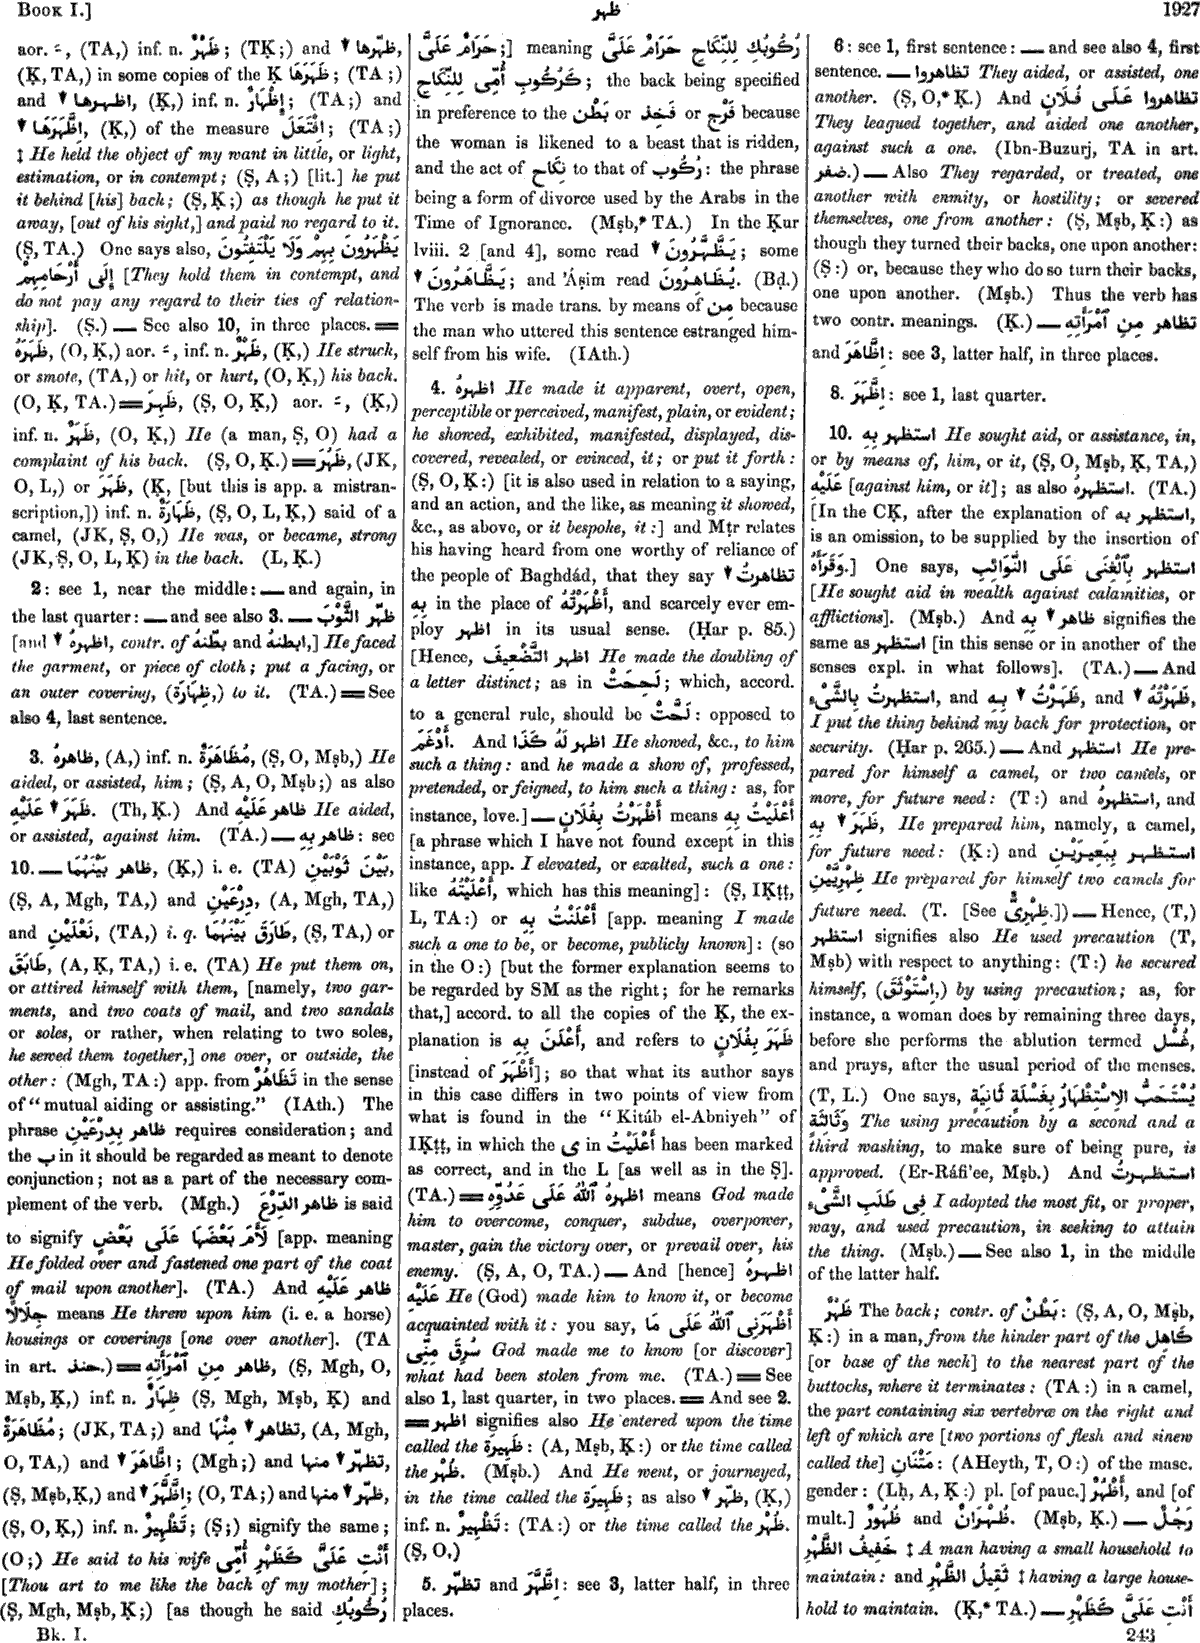 BOOK I.] ظهر 1927
aor. ـَ, (TA,) inf. n. ظَهْرٌ; (TḲ;) and ↓ ظهّرها,
(Ḳ, TA,) in some copies of the Ḳ ظَهَرَهَا; (TA;)
and ↓ اظهرها, (Ḳ,) inf. n. إِظْهَارٌ; (TA;) and
↓ اِظَّهَرَهَا, (Ḳ,) of the measure اِفْتَعَلَ; (TA;)
‡ He held the object of my want in little, or light,
estimation, or in contempt; (Ṣ, A;) [lit.] he put
it behind [his] back; (Ṣ, Ḳ;) as though he put it
away, [out of his sight,] and paid no regard to it.
(Ṣ, TA.) One says also, يَظْهَرُونَ بِهِمْ وَلَا يَلْتَفِتُونَ
إِلَى أَرْحَامِهِمْ [They hold them in contempt, and
do not pay any regard to their ties of relation-
ship]. (Ṣ.) — See also 10, in three places. =
ظَهَرَهُ, (O, Ḳ,) aor. ـَ, inf. n. ظَهْرٌ, (Ḳ,) He struck,
or smote, (TA,) or hit, or hurt, (O, Ḳ,) his back.
(O, Ḳ, TA.) = ظَهِرَ, (Ṣ, O, Ḳ,) aor. ـَ, (Ḳ,)
inf. n. ظَهَرٌ, (O, Ḳ,) He (a man, Ṣ, O) had a
complaint of his back. (Ṣ, O, Ḳ.) = ظَهُرَ, (JK,
O, L,) or ظَهَرَ, (Ḳ, [but this is app. a mistran-
scription,]) inf. n. ظَهَارَةٌ, (Ṣ, O, L, Ḳ,) said of a
camel, (JK, Ṣ, O,) He was, or became, strong
(JK, Ṣ, O, L, Ḳ) in the back. (L, Ḳ.)
2: see 1, near the middle: — and again, in
the last quarter: — and see also 3. — ظهّر الثَّوْبَ
[and ↓ اظهرهُ, contr. of بطّنهُ and ابطنهُ,] He faced
the garment, or piece of cloth; put a facing, or
an outer covering, (ظِهَارَة,) to it. (TA.) = See
also 4, last sentence.
3. ظاهرهُ, (A,) inf. n. مُظَاهَرَةٌ, (Ṣ, O, Mṣb,) He
aided, or assisted, him; (Ṣ, A, O, Mṣb;) as also
↓ ظَهَرَ عَلَيْهِ. (Th, Ḳ.) And ظاهر عَلَيْهِ He aided,
or assisted, against him. (TA.) — ظاهر بِهِ: see
10. — ظاهر بَيْنَهُمَا, (Ḳ,) i. e. (TA) بَيْنَ ثَوْبَيْنِ,
(Ṣ, A, Mgh, TA,) and دِرْعَيْنِ, (A, Mgh, TA,)
and نَعْلَيْنِ, (TA,) i. q. طَارَقَ بَيْنَهُمَا, (Ṣ, TA,) or
طَابَقَ, (A, Ḳ, TA,) i. e. (TA) He put them on,
or attired himself with them, [namely, two gar-
ments, and two coats of mail, and two sandals
or soles, or rather, when relating to two soles,
he sewed them together,] one over, or outside, the
other: (Mgh, TA:) app. from تَظَاهُرٌ in the sense
of “mutual aiding or assisting.” (IAth.) The
phrase ظاهر بِدِرْعَيْنِ requires consideration; and
the ب in it should be regarded as meant to denote
conjunction; not as a part of the necessary com-
plement of the verb. (Mgh.) ظاهر الدِّرْعَ is said
to signify لَأَمَ بَعْضَهَا عَلَى بَعْضٍ [app. meaning
He folded over and fastened one part of the coat
of mail upon another]. (TA.) And ظاهر عَلَيْهِ
جِلَالًا means He threw upon him (i. e. a horse)
housings or coverings [one over another]. (TA
in art. حنذ.) = ظاهر مِنِ ٱمْرَأَتِهِ, (Ṣ, Mgh, O,
Mṣb, Ḳ,) inf. n. ظِهَارٌ (Ṣ, Mgh, Mṣb, Ḳ) and
مُظَاهَرَةٌ; (JK, TA;) and ↓ تظاهر مِنْهَا, (A, Mgh,
O, TA,) and ↓ اِظَّاهَرَ; (Mgh;) and ↓ تظهّر منها,
(Ṣ, Mṣb, Ḳ,) and ↓ اِظَّهَّرَ; (O, TA;) and ↓ ظهّر منها,
(Ṣ, O, Ḳ,) inf. n. تَظْهِيرٌ; (Ṣ;) signify the same;
(O;) He said to his wife أَنْتِ عَلَىَّ كَظَهْرِ أُمِّى
[Thou art to me like the back of my mother];
(Ṣ, Mgh, Mṣb, Ḳ;) [as though he said رُكُوبُكِ
رُكُوبُكِ لِلنِّكَاحِ حَرَامٌ عَلَىَّ حَرَامٌ عَلَىَّ;] meaning
كَرُكُوبِ أُمِّى لِلنِّكَاحِ; the back being specified
in preference to the بَطْن or فَخِذ or فَرْج because
the woman is likened to a beast that is ridden,
and the act of نِكَاح to that of رُكُوب: the phrase
being a form of divorce used by the Arabs in the
Time of Ignorance. (Mṣb,* TA.) In the Ḳur
lviii. 2 [and 4], some read ↓ يَظَّهَّرُونَ; some
↓ يَظَّاهَرُونَ; and ’Áṣim read يُظَاهِرُونَ. (Bḍ.)
The verb is made trans. by means of مِن because
the man who uttered this sentence estranged him-
self from his wife. (IAth.)
4. اظهرهُ He made it apparent, overt, open,
perceptible or perceived, manifest, plain, or evident;
he showed, exhibited, manifested, displayed, dis-
covered, revealed, or evinced, it; or put it forth:
(Ṣ, O, Ḳ:) [it is also used in relation to a saying,
and an action, and the like, as meaning it showed,
&c., as above, or it bespoke, it:] and Mṭr relates
his having heard from one worthy of reliance of
the people of Baghdád, that they say ↓ تظاهرتُ
بِهِ in the place of أَظْهَرْتُهُ, and scarcely ever em-
ploy اظهر in its usual sense. (Ḥar p. 85.)
[Hence, اظهر التَّضْعِيفَ He made the doubling of
a letter distinct; as in لَحِحَتْ; which, accord.
to a general rule, should be لَحَّتْ: opposed to
أَدْغَمَ. And اظهر لَهُ كَذَا He showed, &c., to him
such a thing: and he made a show of, professed,
pretended, or feigned, to him such a thing: as, for
instance, love.] — أَظْهَرْتُ بِفُلَانٍ means أَعْلَيْتُ بِهِ
[a phrase which I have not found except in this
instance, app. I elevated, or exalted, such a one:
like أَعْلَيْتُهُ, which has this meaning]: (Ṣ, IḲṭṭ,
L, TA:) or أَعْلَنْتُ بِهِ [app. meaning I made
such a one to be, or become, publicly known]: (so
in the O:) [but the former explanation seems to
be regarded by SM as the right; for he remarks
that,] accord. to all the copies of the Ḳ, the ex-
planation is أَعْلَنَ بِهِ, and refers to ظَهَرَ بِفُلَانٍ
[instead of أَظْهَرَ]; so that what its author says
in this case differs in two points of view from
what is found in the “Kitáb el-Abniyeh” of
IḲṭṭ, in which the ى in أَعْلَيْتُ has been marked
as correct, and in the L [as well as in the Ṣ].
(TA.) = اظهرهُ ٱللّٰهُ عَلَى عَدُوِّهِ means God made
him to overcome, conquer, subdue, overpower,
master, gain the victory over, or prevail over, his
enemy. (Ṣ, A, O, TA.) — And [hence] اظهرهُ
عَلَيْهِ He (God) made him to know it, or become
acquainted with it: you say, أَظْهَرَنِى ٱللّٰهُ عَلَى مَا
سُرِقَ مِنِّى God made me to know [or discover]
what had been stolen from me. (TA.) = See
also 1, last quarter, in two places. = And see 2.
= اظهر signifies also He entered upon the time
called the ظَهِيرَة: (A, Mṣb, Ḳ:) or the time called
the ظُهْر. (Mṣb.) And He went, or journeyed,
in the time called the ظَهِيرَة; as also ↓ ظهّر, (Ḳ,)
inf. n. تَظْهِيرٌ: (TA:) or the time called the ظُهْر.
(Ṣ, O.)
5. تظهّر and اِظَّهَّرَ: see 3, latter half, in three
places.
6: see 1, first sentence: — and see also 4, first
sentence. — تظاهروا They aided, or assisted, one
another. (Ṣ, O,* Ḳ.) And تظاهروا عَلَى فُلَانٍ
They leagued together, and aided one another,
against such a one. (Ibn-Buzurj, TA in art.
ضفر.) — Also They regarded, or treated, one
another with enmity, or hostility; or severed
themselves, one from another: (Ṣ, Mṣb, Ḳ:) as
though they turned their backs, one upon another:
(Ṣ:) or, because they who do so turn their backs,
one upon another. (Mṣb.) Thus the verb has
two contr. meanings. (Ḳ.) — تظاهر مِنِ ٱمْرَأَتِهِ
and اِظَّاهَرَ: see 3, latter half, in three places.
8. اِظَّهَرَ: see 1, last quarter.
10. استظهر بِهِ He sought aid, or assistance, in,
or by means of, him, or it, (Ṣ, O, Mṣb, Ḳ, TA,)
عَلَيْهِ [against him, or it]; as also استظهرهُ. (TA.)
[In the CḲ, after the explanation of استظهر به,
is an omission, to be supplied by the insertion of
وَقَرَأَهُ.] One says, استظهر بِٱلْغِنَى عَلَى النَّوَائِبِ
[He sought aid in wealth against calamities, or
afflictions]. (Mṣb.) And ↓ ظاهر بِهِ signifies the
same as استظهر [in this sense or in another of the
senses expl. in what follows]. (TA.) — And
استظهرتُ بِالشَّىْءِ, and ↓ ظَهَرْتُ بِهِ, and ↓ ظَهَرْتُهُ,
I put the thing behind my back for protection, or
security. (Ḥar p. 265.) — And استظهر He pre-
pared for himself a camel, or two camels, or
more, for future need: (T:) and استظهرهُ, and
↓ ظَهَرَ بِهِ, He prepared him, namely, a camel,
for future need: (Ḳ:) and استظهر بِبَعِيرَيْنِ
ظِهْرِيَّيْنِ He prepared for himself two camels for
future need. (T. [See ظِهْرِىٌّ.]) — Hence, (T,)
استظهر signifies also He used precaution (T,
Mṣb) with respect to anything: (T:) he secured
himself, (اِسْتَوْثَقَ,) by using precaution; as, for
instance, a woman does by remaining three days,
before she performs the ablution termed غُسْل
and prays, after the usual period of the menses.
(T, L.) One says, يُسْتَحَبُّ الاِسْتِظْهَارُ بِغَسْلَةٍ ثَانِيَةٍ
وَثَالِثَةٍ The using precaution by a second and a
third washing, to make sure of being pure, is
approved. (Er-Ráfi’ee, Mṣb.) And استظهرتُ
فِى طَلَبِ الشَّىْءِ I adopted the most fit, or proper,
way, and used precaution, in seeking to attain
the thing. (Mṣb.) — See also 1, in the middle
of the latter half.
ظَهْرٌ The back; contr. of بَطْنٌ: (Ṣ, A, O, Mṣb,
Ḳ:) in a man, from the hinder part of the كَاهِل
[or base of the neck] to the nearest part of the
buttocks, where it terminates: (TA:) in a camel,
the part containing six vertebræ on the right and
left of which are [two portions of flesh and sinew
called the] مَتْنَانِ: (AHeyth, T, O:) of the masc.
gender: (Lḥ, A, Ḳ:) pl. [of pauc.] أَظْهُرٌ, and [of
mult.] ظُهُورٌ and ظُهْرَانٌ. (Mṣb, Ḳ.) — رَجُلٌ
خَفِيفُ الظَّهْرِ ‡ A man having a small household to
maintain: and ثَقِيلُ الظَّهْرِ ‡ having a large house-
hold to maintain. (Ḳ,* TA.) — أَنْتِ عَلَىَّ كَظَهْرِ
Bk. I. 243